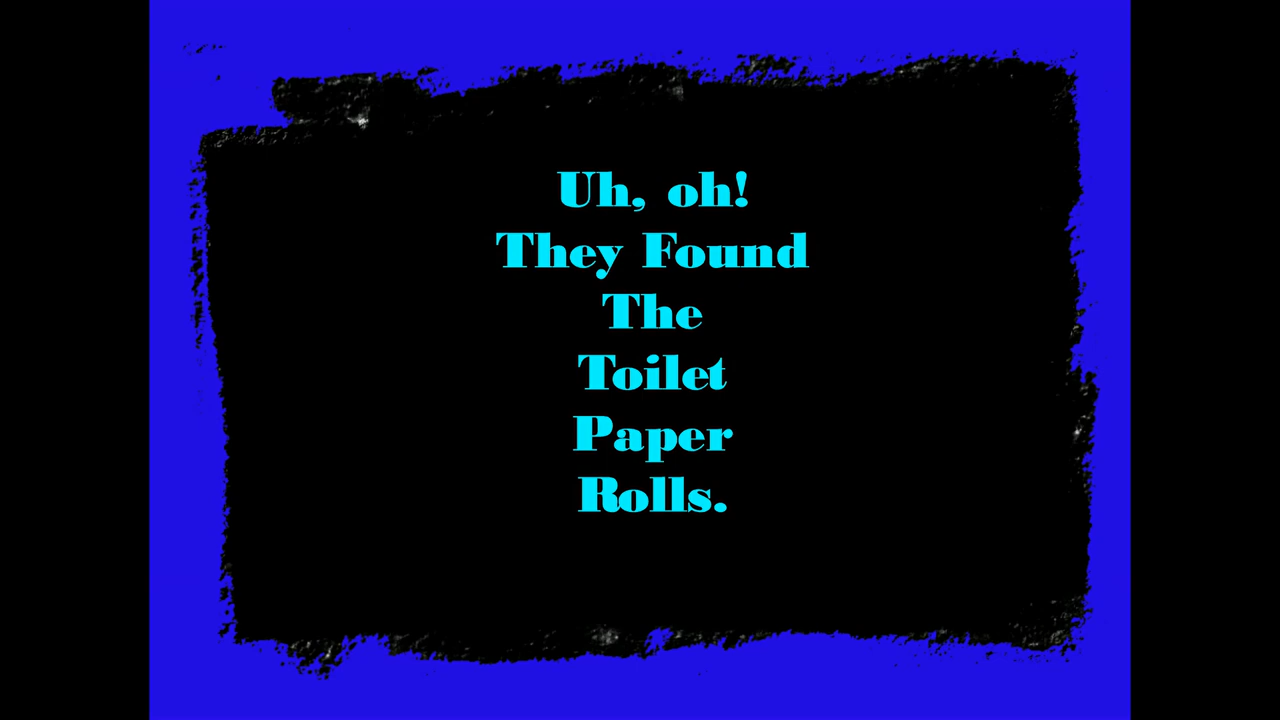 Uh, oh!
They Found
The
Toilet
Paper
Rolls.